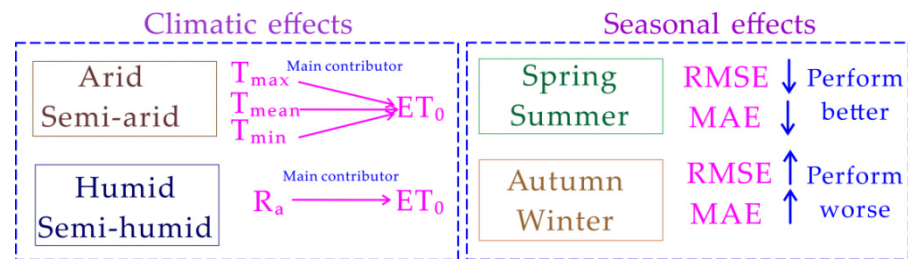 Climatic effects
Arid
Semi-arid
Tmax
Tmean
Tmin
Main contributor
ET0
Humid
Semi-humid
Ra
Main contributor
ET0
Seasonal effects
Spring
Summer
RMSE
MAE
Perform
better
Autumn
Winter
RMSE
MAE
Perform
worse